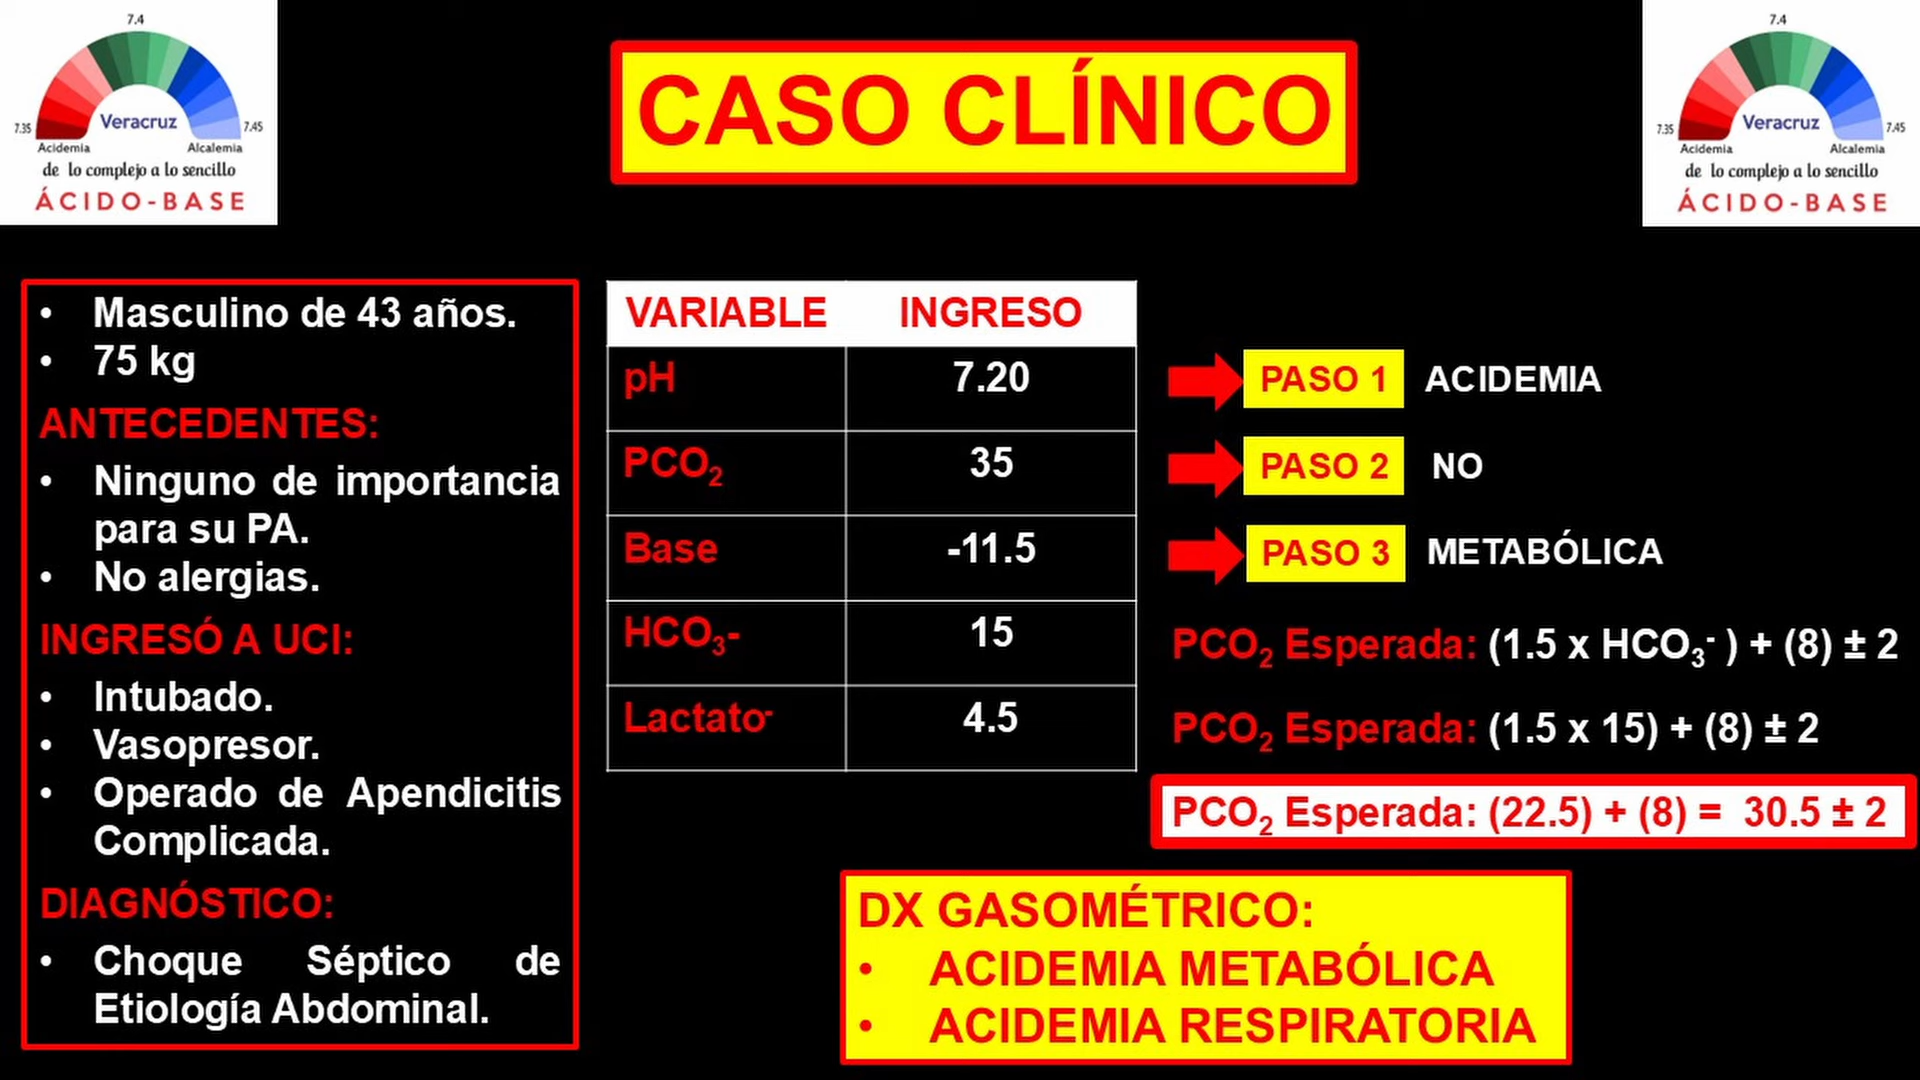 7.4
7.35
Veracruz
7.45
Acidemia Alcalemia
de lo complejo a lo sencillo
ÁCIDO-BASE
CASO CLÍNICO
7.4
7.35
Veracruz
7.45
Acidemia Alcalemia
de lo complejo a lo sencillo
ÁCIDO-BASE
• Masculino de 43 años.
• 75 kg
ANTECEDENTES:
• Ninguno de importancia
para su PA.
• No alergias.
INGRESÓ A UCI:
• Intubado.
• Vasopresor.
• Operado de Apendicitis
Complicada.
DIAGNÓSTICO:
• Choque Séptico de
Etiología Abdominal.
VARIABLE INGRESO
pH 7.20
PCO₂ 35
Base -11.5
HCO₃- 15
Lactato⁻ 4.5
PASO 1 ACIDEMIA
PASO 2 NO
PASO 3 METABÓLICA
PCO₂ Esperada: (1.5 x HCO₃⁻ ) + (8) ± 2
PCO₂ Esperada: (1.5 x 15) + (8) ± 2
PCO₂ Esperada: (22.5) + (8) = 30.5 ± 2
DX GASOMÉTRICO:
• ACIDEMIA METABÓLICA
• ACIDEMIA RESPIRATORIA